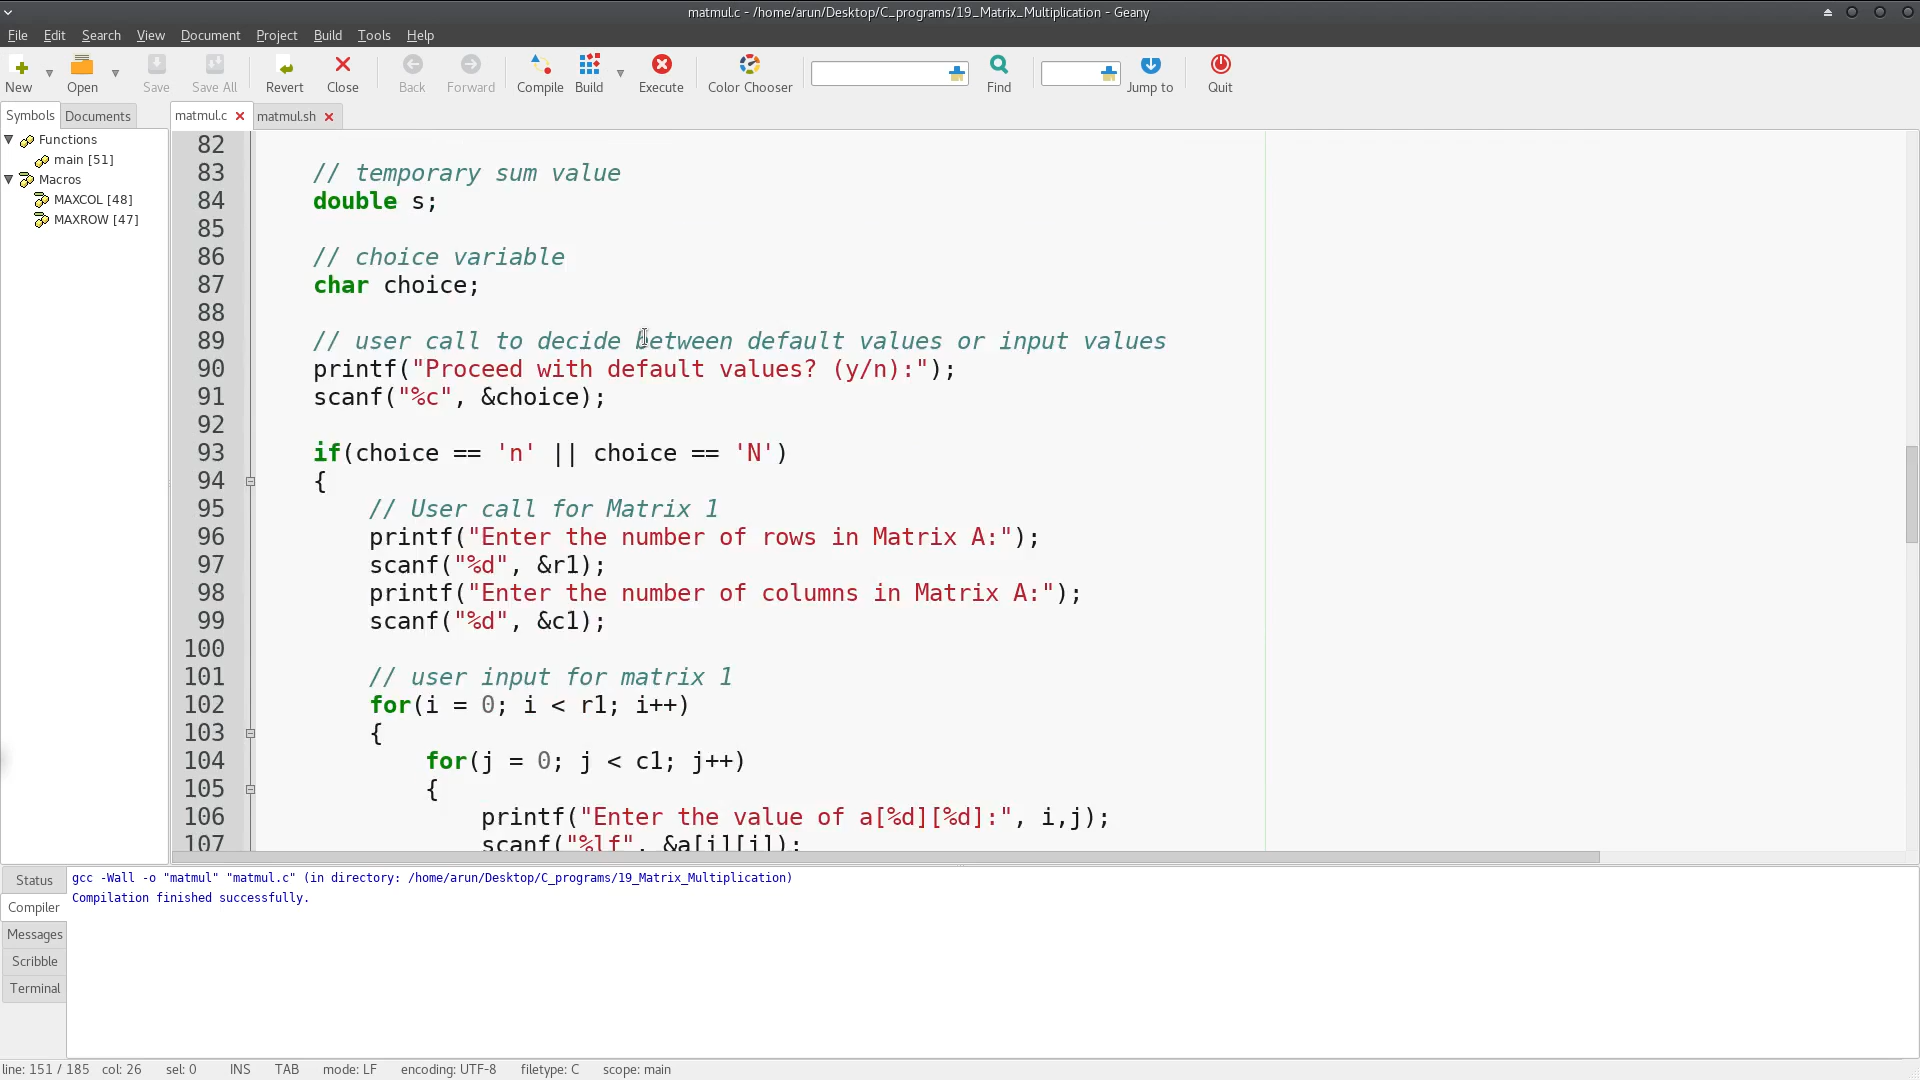 matmul.c - /home/arun/Desktop/C_programs/19_Matrix_Multiplication - Geany
File Edit Search View Document Project Build Tools Help
New Open Save Save All Revert Close Back Forward Compile Build Execute Color Chooser Find Jump to Quit
Symbols Documents
matmul.c matmul.sh
Functions
main [51]
Macros
MAXCOL [48]
MAXROW [47]
82
83 // temporary sum value
84 double s;
85
86 // choice variable
87 char choice;
88
89 // user call to decide between default values or input values
90 printf("Proceed with default values? (y/n):");
91 scanf("%c", &choice);
92
93 if(choice == 'n' || choice == 'N')
94 {
95 // User call for Matrix 1
96 printf("Enter the number of rows in Matrix A:");
97 scanf("%d", &r1);
98 printf("Enter the number of columns in Matrix A:");
99 scanf("%d", &c1);
100
101 // user input for matrix 1
102 for(i = 0; i < r1; i++)
103 {
104 for(j = 0; j < c1; j++)
105 {
106 printf("Enter the value of a[%d][%d]:", i,j);
107 scanf("%lf", &a[i][j]);
Status
Compiler
Messages
Scribble
Terminal
gcc -Wall -o "matmul" "matmul.c" (in directory: /home/arun/Desktop/C_programs/19_Matrix_Multiplication)
Compilation finished successfully.
line: 151 / 185 col: 26 sel: 0 INS TAB mode: LF encoding: UTF-8 filetype: C scope: main